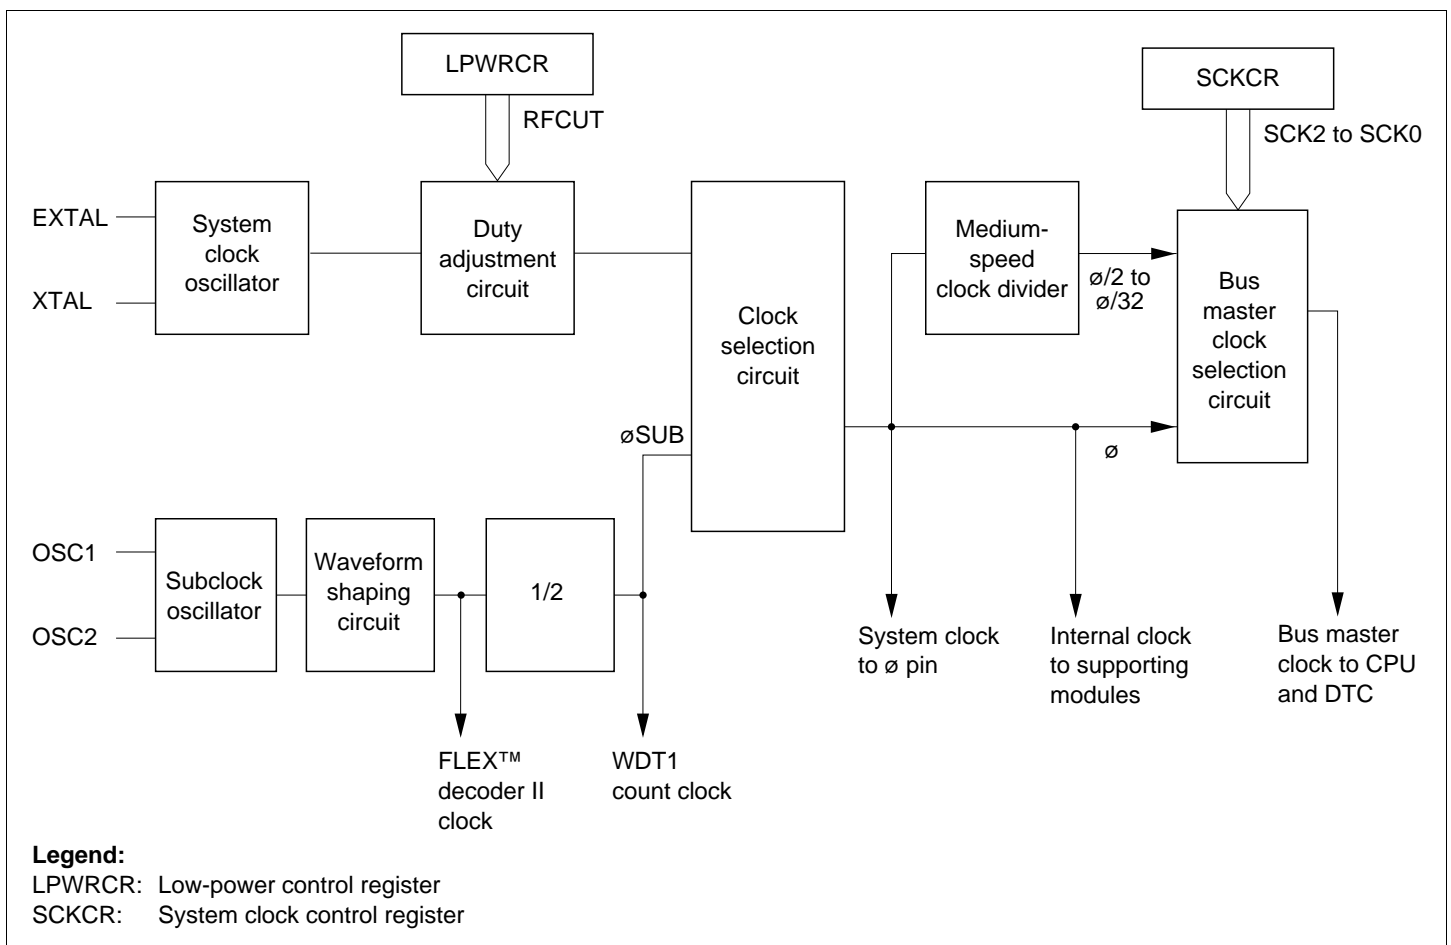 LPWRCR
RFCUT
SCKCR
SCK2 to SCK0
EXTAL
XTAL
System
clock
oscillator
Duty
adjustment
circuit
Clock
selection
circuit
Medium-
speed
clock divider
ø/2 to
ø/32
Bus
master
clock
selection
circuit
øSUB
ø
OSC1
OSC2
Subclock
oscillator
Waveform
shaping
circuit
1/2
System clock
to ø pin
Internal clock
to supporting
modules
Bus master
clock to CPU
and DTC
FLEX™
decoder II
clock
WDT1
count clock
Legend:
LPWRCR: Low-power control register
SCKCR: System clock control register